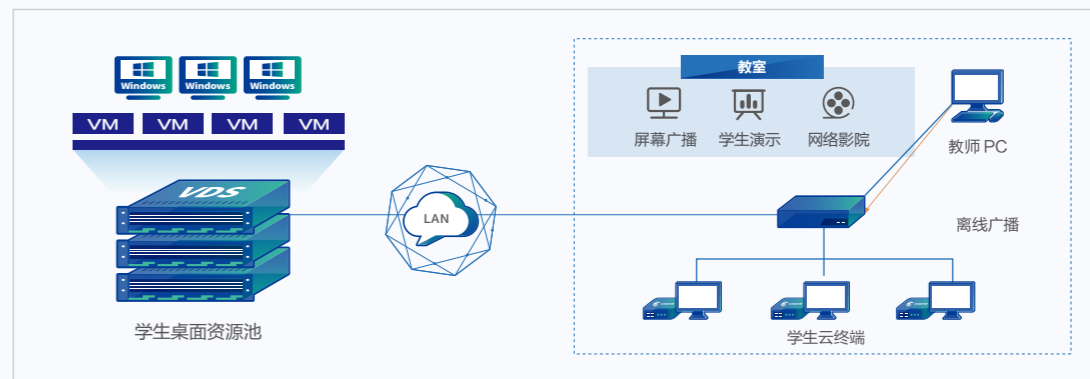 Windows Windows Windows
VM VM VM VM
VDS
学生桌面资源池
LAN
教室
屏幕广播 学生演示 网络影院
教师 PC
离线广播
学生云终端